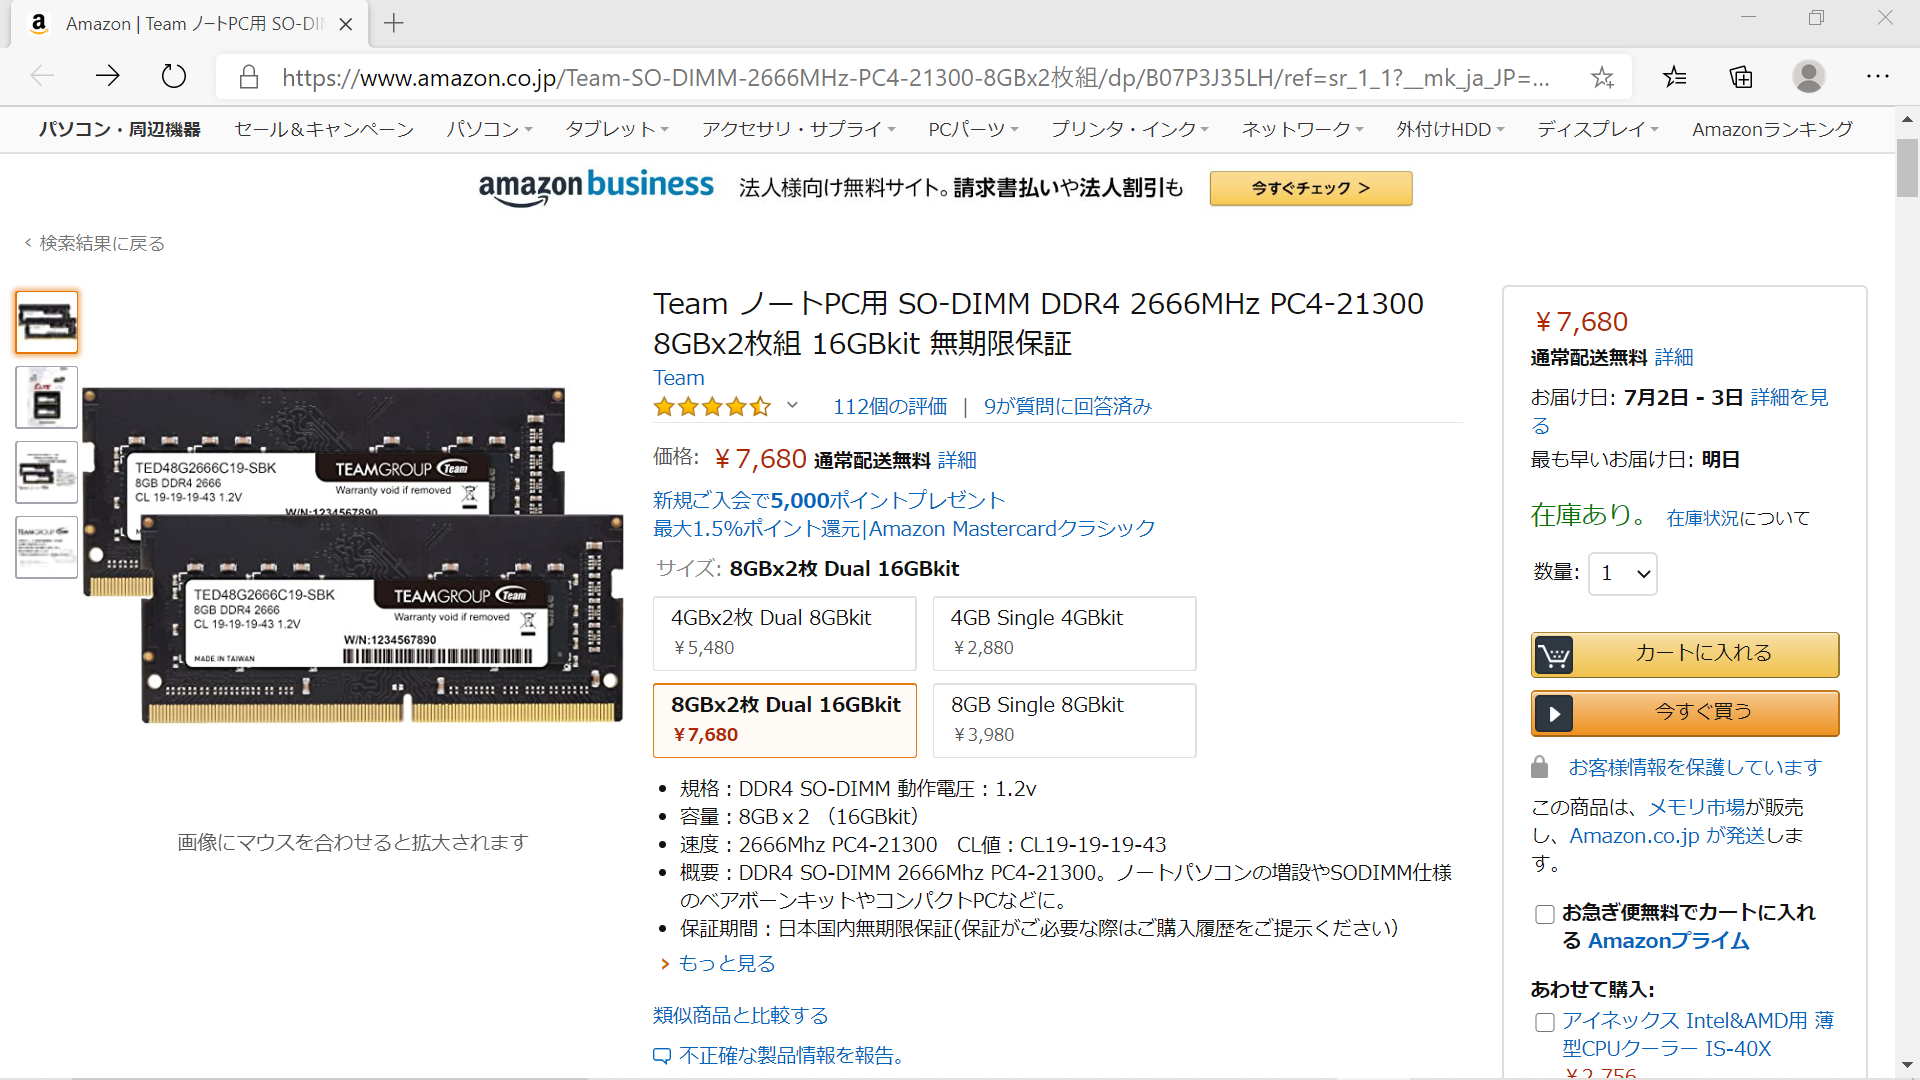 Amazon | Team ノートPC用 SO-DIM
https://www.amazon.co.jp/Team-SO-DIMM-2666MHz-PC4-21300-8GBx2枚組/dp/B07P3J35LH/ref=sr_1_1?__mk_ja_JP=...
パソコン・周辺機器 セール＆キャンペーン パソコン タブレット アクセサリ・サプライ PCパーツ プリンタ・インク ネットワーク 外付けHDD ディスプレイ Amazonランキング
amazon business 法人様向け無料サイト。請求書払いや法人割引も 今すぐチェック >
‹ 検索結果に戻る
Team ノートPC用 SO-DIMM DDR4 2666MHz PC4-21300
8GBx2枚組 16GBkit 無期限保証
Team
112個の評価 | 9が質問に回答済み
価格: ￥7,680 通常配送無料 詳細
新規ご入会で5,000ポイントプレゼント
最大1.5%ポイント還元|Amazon Mastercardクラシック
サイズ: 8GBx2枚 Dual 16GBkit
4GBx2枚 Dual 8GBkit
￥5,480
4GB Single 4GBkit
￥2,880
8GBx2枚 Dual 16GBkit
￥7,680
8GB Single 8GBkit
￥3,980
規格：DDR4 SO-DIMM 動作電圧：1.2v
容量：8GBｘ2 （16GBkit）
速度：2666Mhz PC4-21300　CL値：CL19-19-19-43
概要：DDR4 SO-DIMM 2666Mhz PC4-21300。ノートパソコンの増設やSODIMM仕様
のベアボーンキットやコンパクトPCなどに。
保証期間：日本国内無期限保証(保証がご必要な際はご購入履歴をご提示ください）
› もっと見る
類似商品と比較する
不正確な製品情報を報告。
TED48G2666C19-SBK
8GB DDR4 2666
CL 19-19-19-43 1.2V
TEAMGROUP Team
Warranty void if removed
W/N:1234567890
TED48G2666C19-SBK
8GB DDR4 2666
CL 19-19-19-43 1.2V
TEAMGROUP Team
Warranty void if removed
W/N:1234567890
MADE IN TAIWAN
画像にマウスを合わせると拡大されます
￥7,680
通常配送無料 詳細
お届け日: 7月2日 - 3日 詳細を見
る
最も早いお届け日: 明日
在庫あり。 在庫状況について
数量: 1
カートに入れる
今すぐ買う
お客様情報を保護しています
この商品は、メモリ市場が販売
し、Amazon.co.jp が発送しま
す。
お急ぎ便無料でカートに入れ
る Amazonプライム
あわせて購入:
アイネックス Intel&AMD用 薄
型CPUクーラー IS-40X
￥2,756